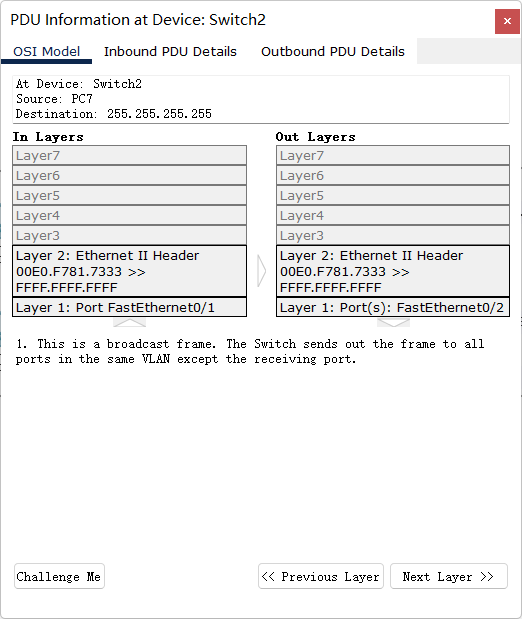 PDU Information at Device: Switch2
OSI Model Inbound PDU Details Outbound PDU Details
At Device: Switch2
Source: PC7
Destination: 255.255.255.255
In Layers
Layer7
Layer6
Layer5
Layer4
Layer3
Layer 2: Ethernet II Header
00E0.F781.7333 >>
FFFF.FFFF.FFFF
Layer 1: Port FastEthernet0/1
Out Layers
Layer7
Layer6
Layer5
Layer4
Layer3
Layer 2: Ethernet II Header
00E0.F781.7333 >>
FFFF.FFFF.FFFF
Layer 1: Port(s): FastEthernet0/2
1. This is a broadcast frame. The Switch sends out the frame to all
ports in the same VLAN except the receiving port.
Challenge Me << Previous Layer Next Layer >>